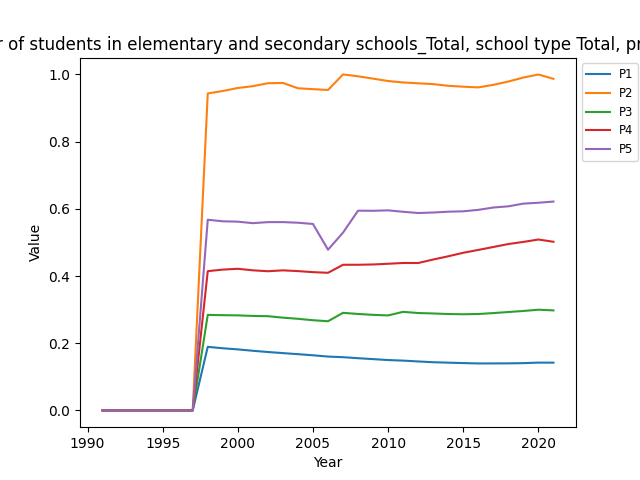 of students in elementary and secondary schools_Total, school type Total,
P1
P2
P3
P4
P5
1.0
0.8
0.6
0.4
0.2
0.0
Value
1990
1995
2000
2005
2010
2015
2020
Year